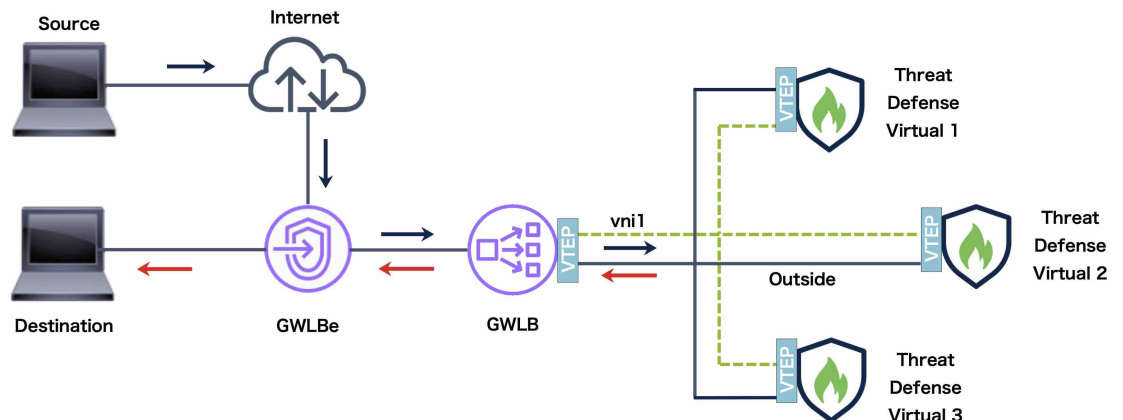 Source
Internet
VTEP
Threat
Defense
Virtual 1
vni1
VTEP
VTEP
Threat
Defense
Virtual 2
Outside
Destination
GWLBe
GWLB
VTEP
Threat
Defense
Virtual 3